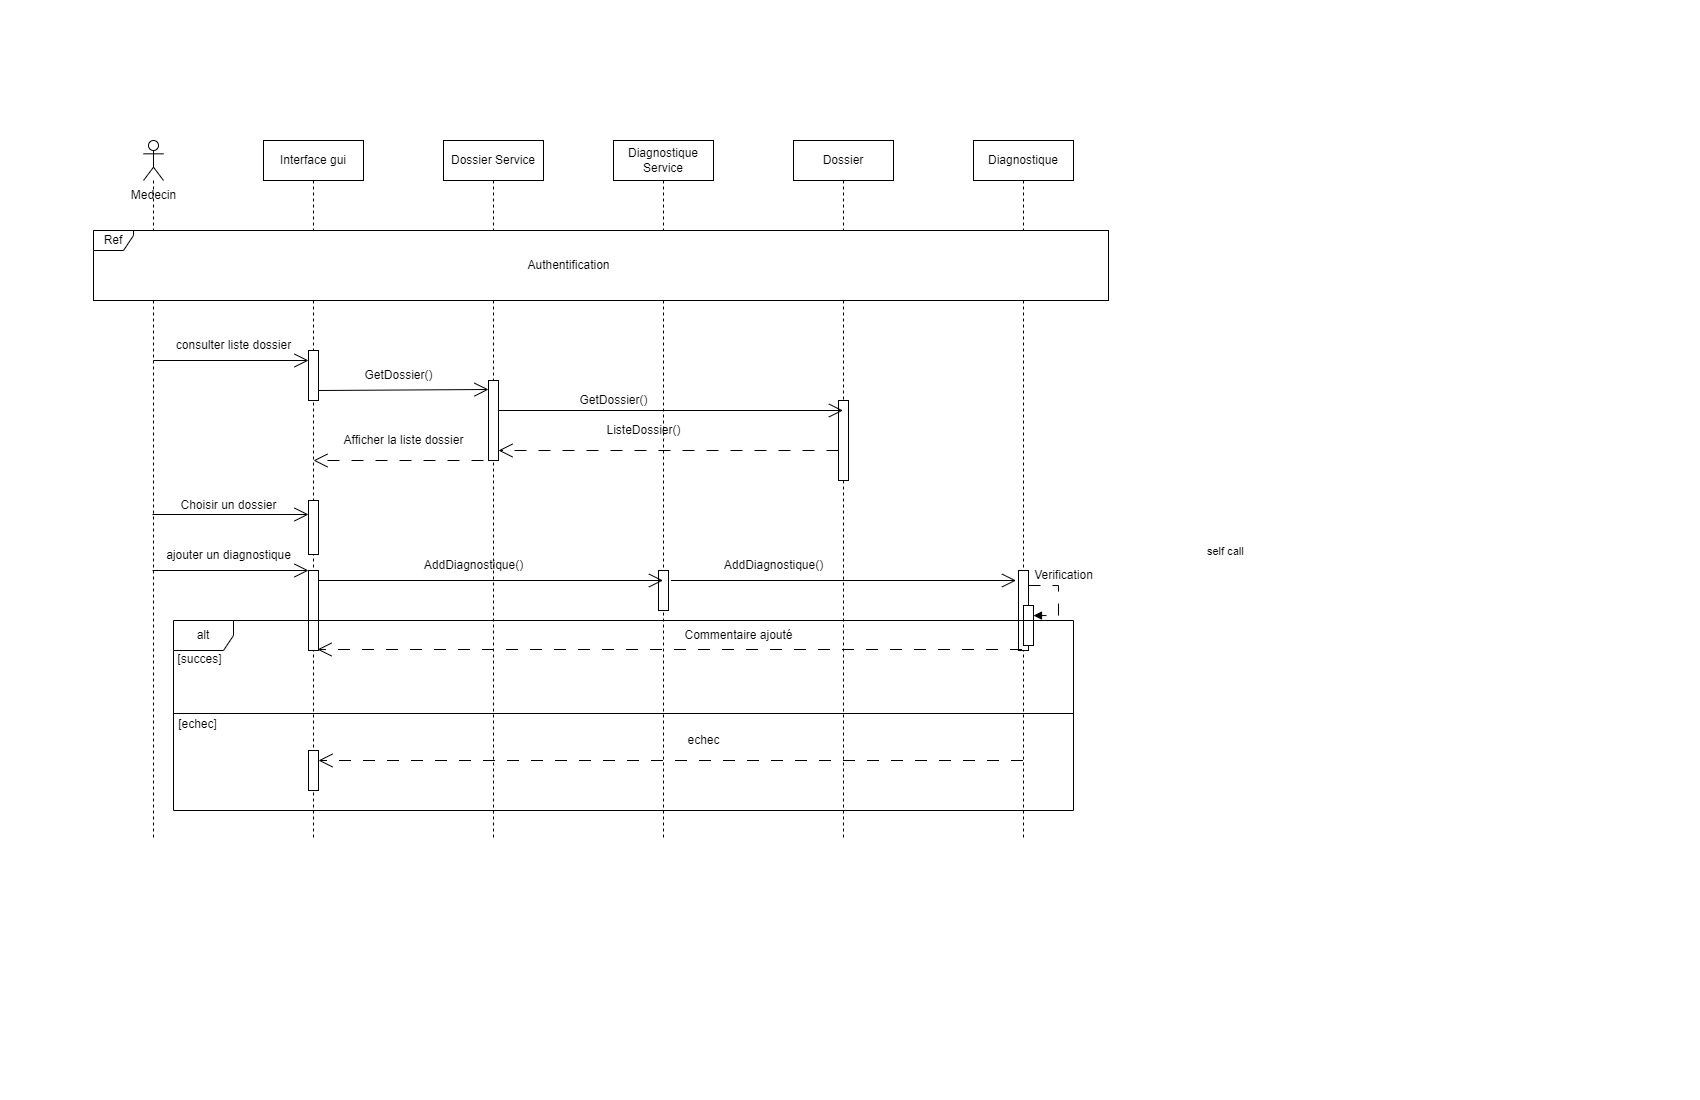 Medecin
Interface gui
Dossier Service
Diagnostique
Service
Dossier
Diagnostique
Ref
Authentification
consulter liste dossier
GetDossier()
GetDossier()
ListeDossier()
Afficher la liste dossier
Choisir un dossier
ajouter un diagnostique
AddDiagnostique()
AddDiagnostique()
Verification
self call
alt
Commentaire ajouté
[succes]
[echec]
echec